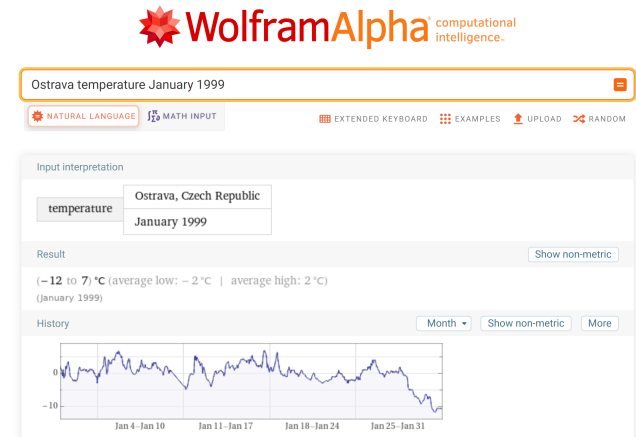 WolframAlpha computational
intelligence.
Ostrava temperature January 1999
NATURAL LANGUAGE MATH INPUT EXTENDED KEYBOARD EXAMPLES UPLOAD RANDOM
Input interpretation
temperature
Ostrava, Czech Republic
January 1999
Result Show non-metric
(−12 to 7) °C (average low: −2 °C | average high: 2 °C)
(January 1999)
History Month Show non-metric More
0
−10
Jan 4–Jan 10 Jan 11–Jan 17 Jan 18–Jan 24 Jan 25–Jan 31